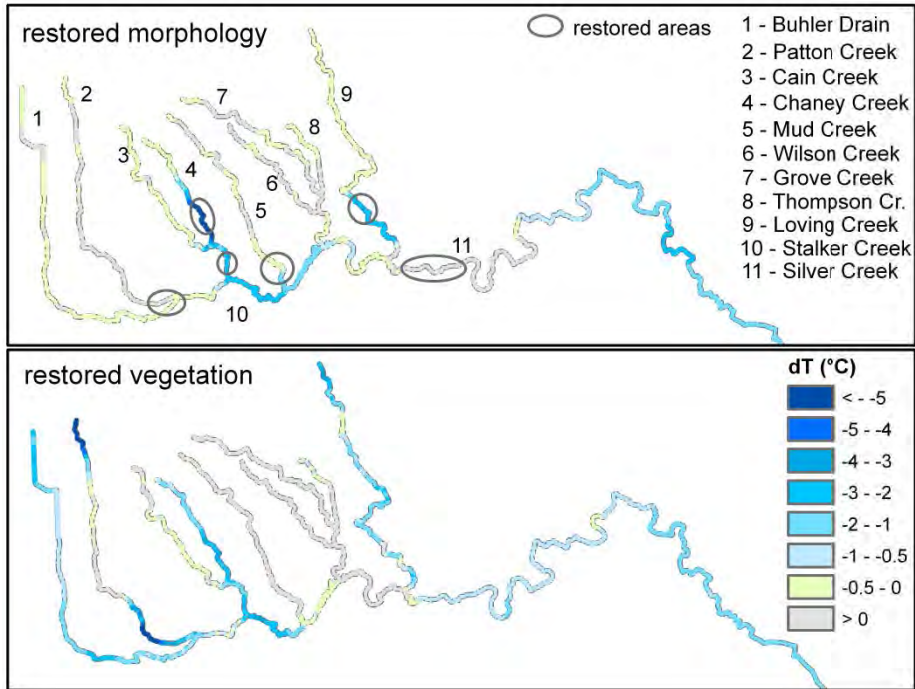 restored morphology
restored areas
1 - Buhler Drain
2 - Patton Creek
3 - Cain Creek
4 - Chaney Creek
5 - Mud Creek
6 - Wilson Creek
7 - Grove Creek
8 - Thompson Cr.
9 - Loving Creek
10 - Stalker Creek
11 - Silver Creek
1
2
3
4
5
6
7
8
9
10
11
restored vegetation
dT (°C)
< - -5
-5 - -4
-4 - -3
-3 - -2
-2 - -1
-1 - -0.5
-0.5 - 0
> 0